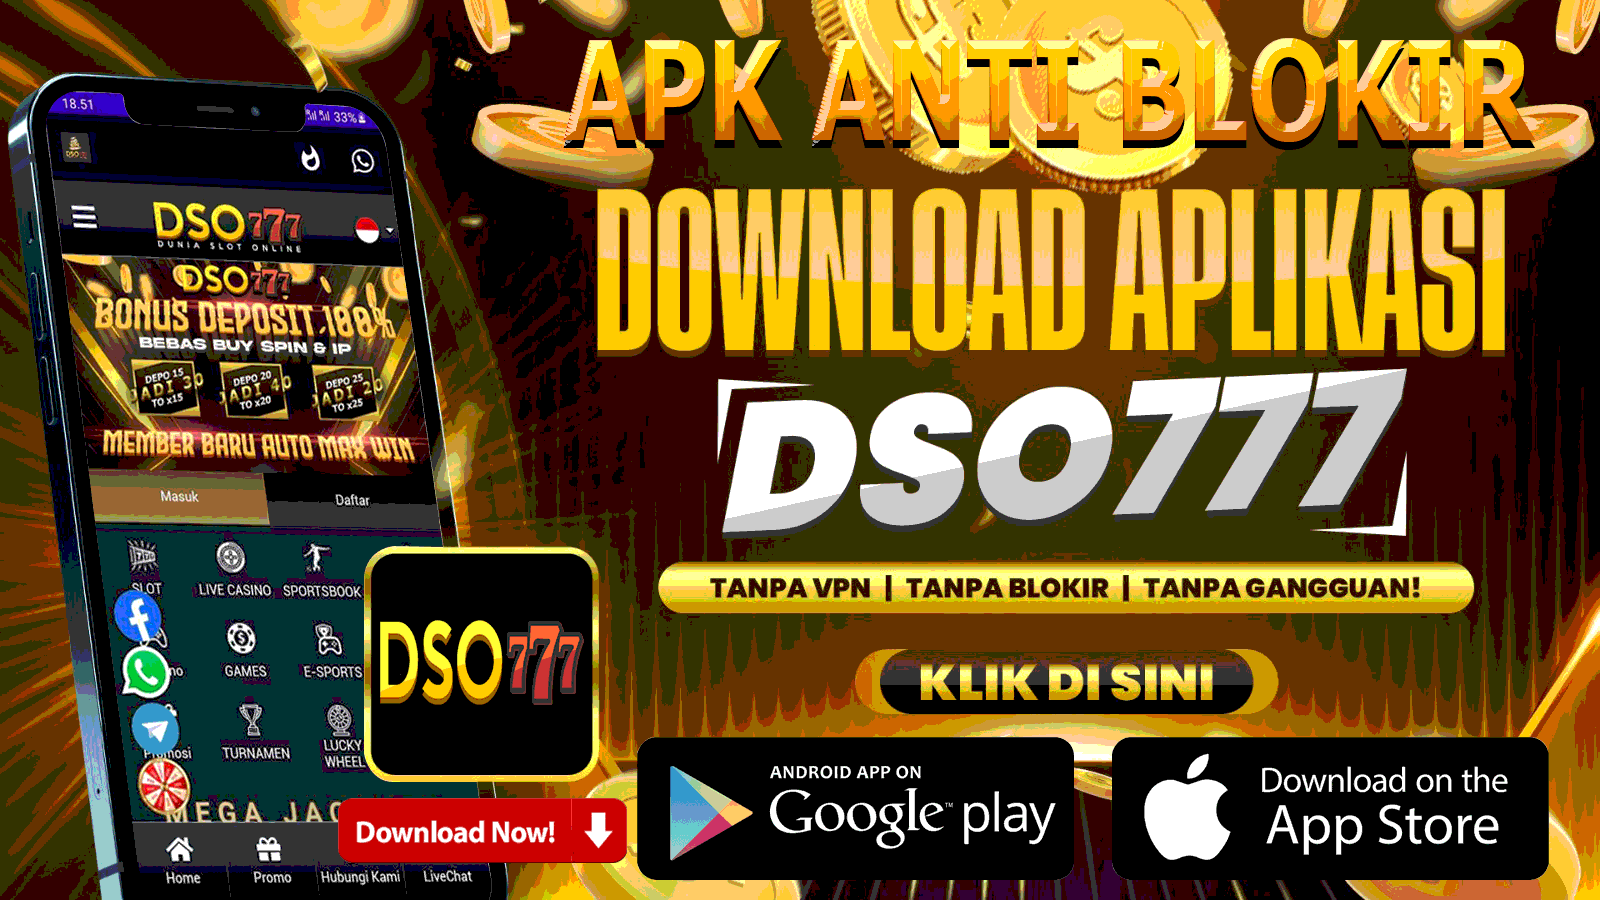 APK ANTI BLOKIR
DOWNLOAD APLIKASI
DSO777
TANPA VPN | TANPA BLOKIR | TANPA GANGGUAN!
KLIK DI SINI
ANDROID APP ON
Google play
Download on the
App Store
18.51
33%
DSO777
DUNIA SLOT ONLINE
DSO777
BONUS DEPOSIT 100%
BEBAS BUY SPIN & IP
DEPO 15
JADI 30
TO x15
DEPO 20
JADI 40
TO x20
DEPO 25
TO x25
MEMBER BARU AUTO MAX WIN
Masuk
Daftar
SLOT
LIVE CASINO
SPORTSBOOK
GAMES
E-SPORTS
TURNAMEN
LUCKY
WHEEL
DSO777
MEGA
Download Now!
Home
Promo
Hubungi Kami
LiveChat